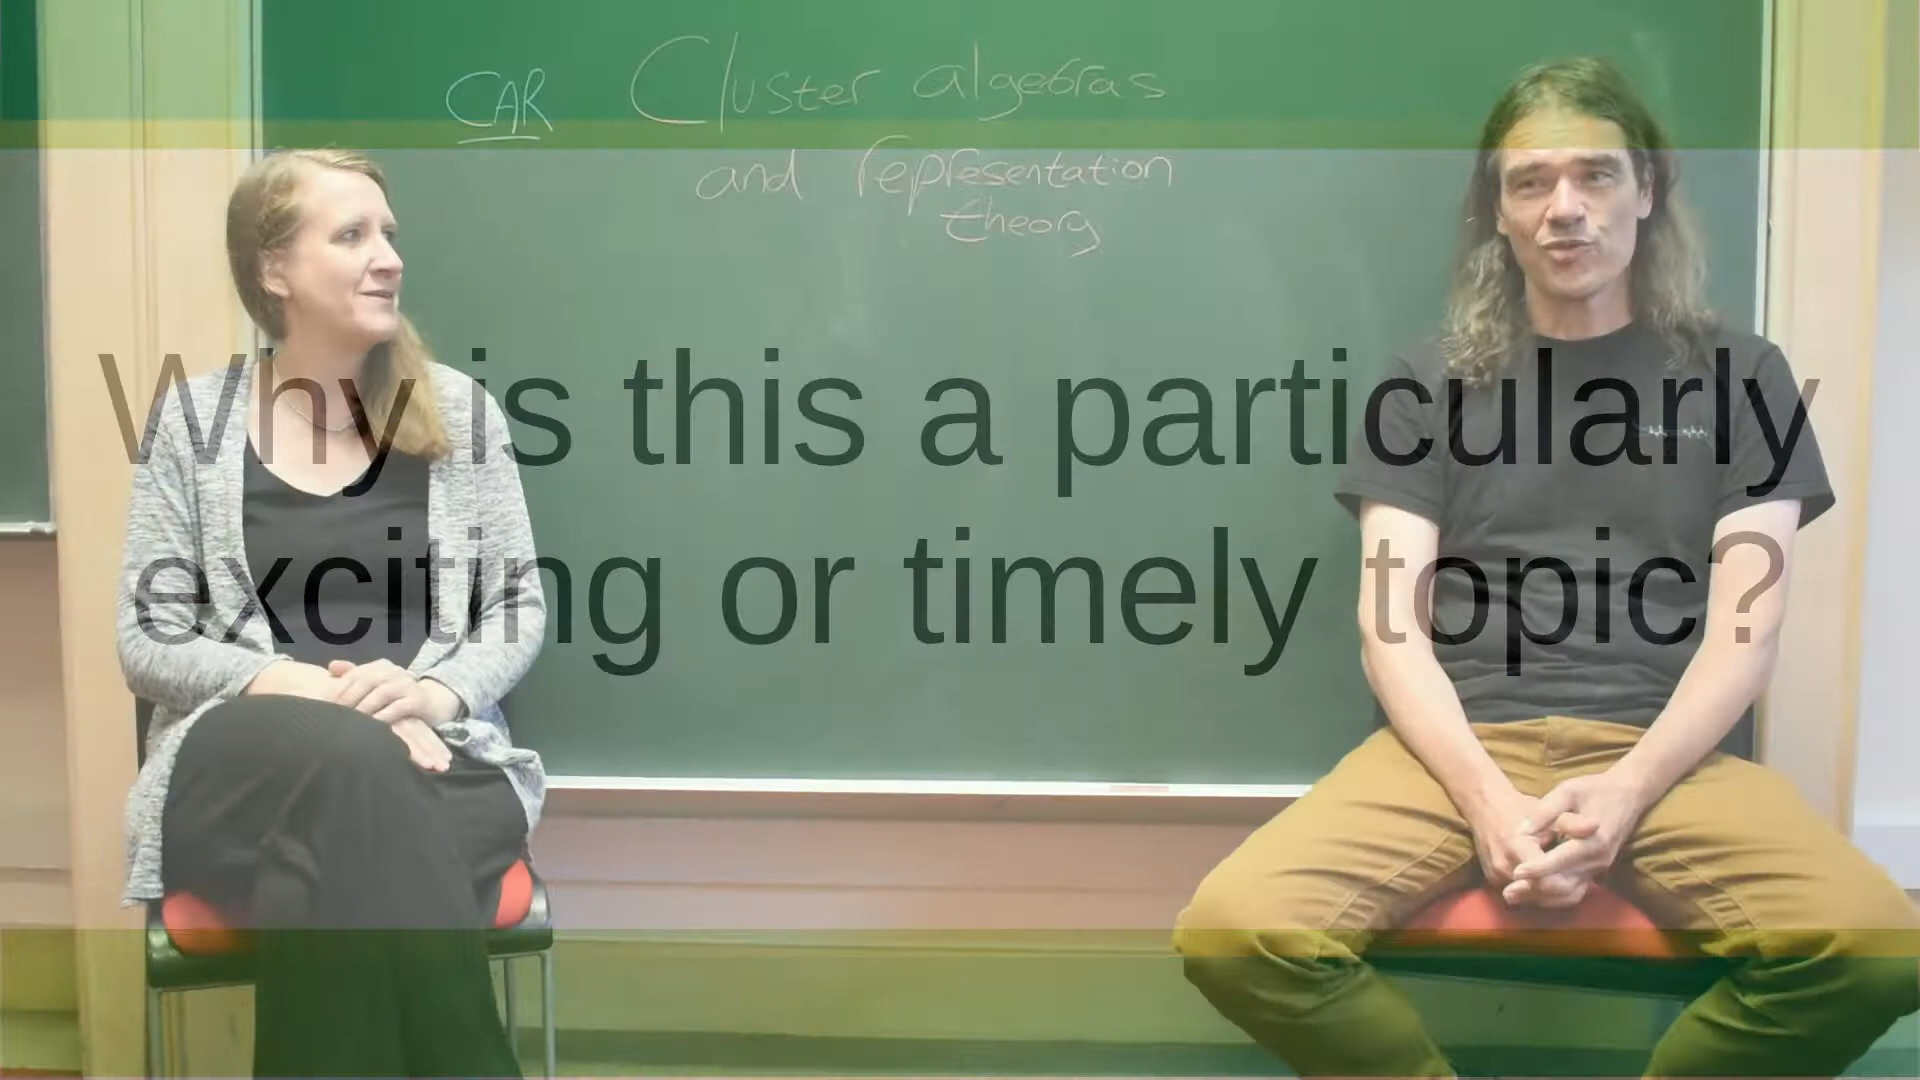 CAR Cluster algebras
and representation
theory
Why is this a particularly
exciting or timely topic?